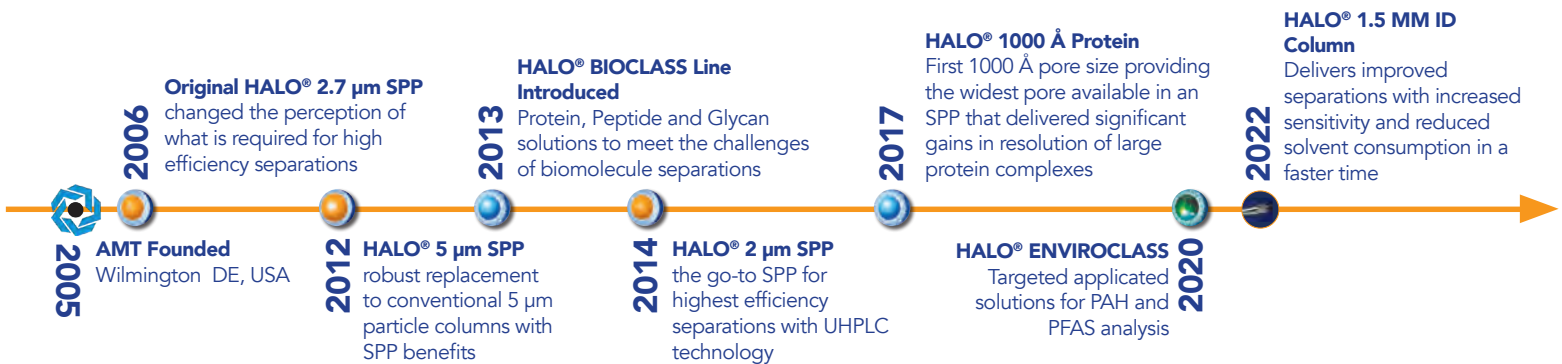 2005
AMT Founded
Wilmington  DE, USA
2006
Original HALO® 2.7 µm SPP
changed the perception of
what is required for high
efficiency separations
2012
HALO® 5 µm SPP
robust replacement
to conventional 5 µm
particle columns with
SPP benefits
2013
HALO® BIOCLASS Line
Introduced
Protein, Peptide and Glycan
solutions to meet the challenges
of biomolecule separations
2014
HALO® 2 µm SPP
the go-to SPP for
highest efficiency
separations with UHPLC
technology
2017
HALO® 1000 Å Protein
First 1000 Å pore size providing
the widest pore available in an
SPP that delivered significant
gains in resolution of large
protein complexes
2020
HALO® ENVIROCLASS
Targeted applicated
solutions for PAH and
PFAS analysis
2022
HALO® 1.5 MM ID
Column
Delivers improved
separations with increased
sensitivity and reduced
solvent consumption in a
faster time